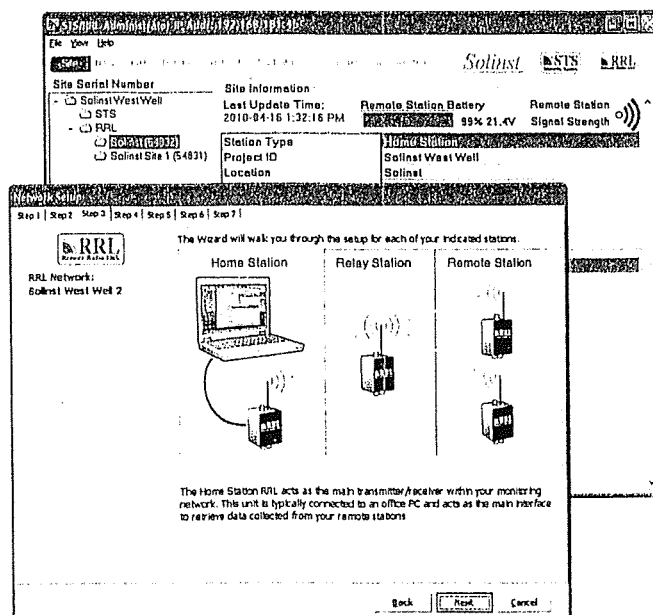 File View Help
Solinst STS RRL
Site Serial Number
Site Information
Last Update Time:
2010-04-16 1:32:16 PM
Remote Station Battery
99% 21.4V
Remote Station
Signal Strength
Solinst West Well
STS
RRL
Solinst Site 1 (54831)
Station Type
Home Station
Project ID
Solinst West Well
Location
Solinst
Network Setup
Step 1 Step 2 Step 3 Step 4 Step 5 Step 6 Step 7
RRL
Remote Radio Link
RRL Network:
Solinst West Well 2
The Wizard will walk you through the setup for each of your indicated stations.
Home Station
Relay Station
Remote Station
The Home Station RRL acts as the main transmitter/receiver within your monitoring
network. This unit is typically connected to an office PC and acts as the main interface
to retrieve data collected from your remote stations
Back Next Cancel